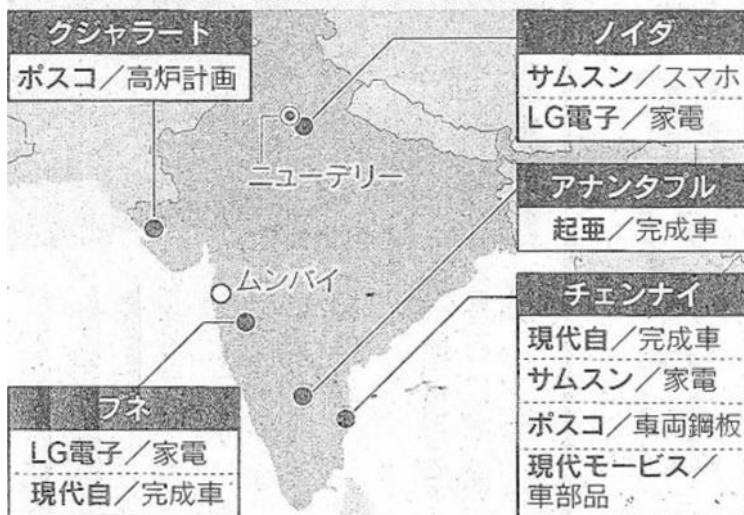 グジャラート
ポスコ／高炉計画
ノイダ
サムスン／スマホ
LG電子／家電
ニューデリー
アナンタプル
起亜／完成車
ムンバイ
チェンナイ
現代自／完成車
サムスン／家電
ポスコ／車両鋼板
現代モービス／
車部品
プネ
LG電子／家電
現代自／完成車